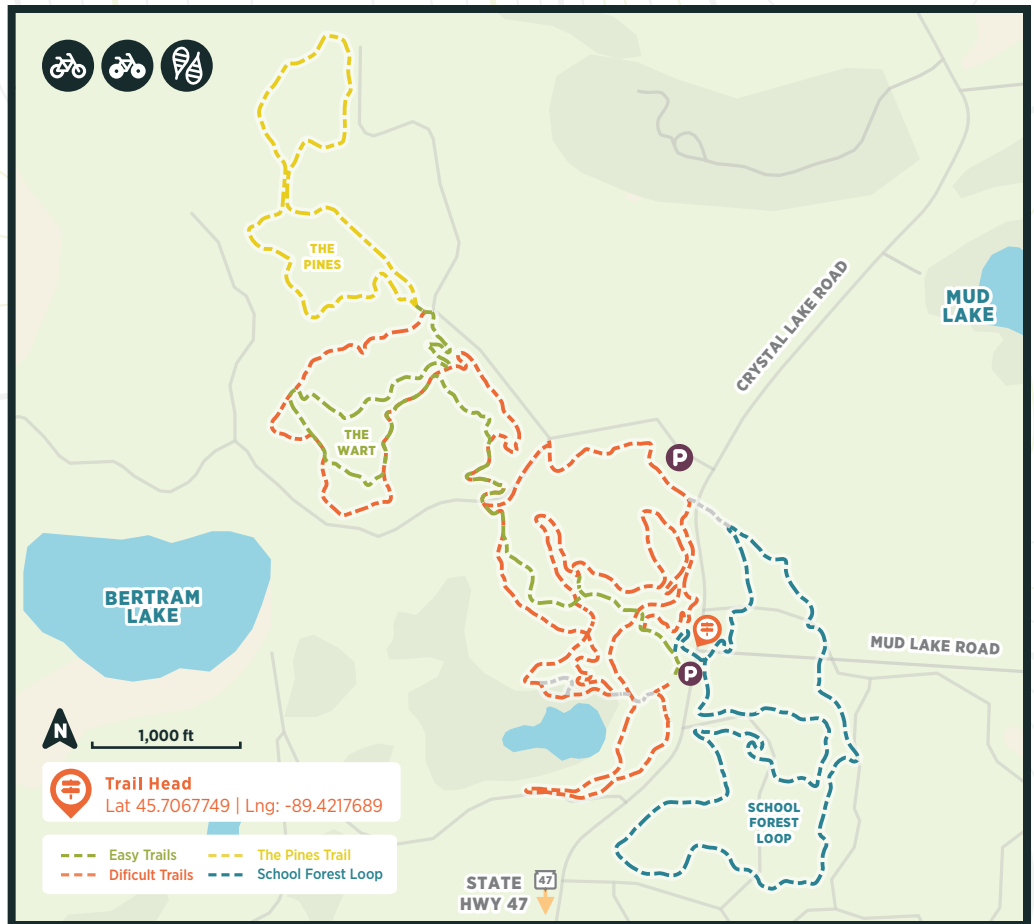 THE
PINES
MUD
LAKE
CRYSTAL LAKE ROAD
THE
WART
P
BERTRAM
LAKE
MUD LAKE ROAD
P
N
1,000 ft
Trail Head
Lat 45.7067749 | Lng: -89.4217689
SCHOOL
FOREST
LOOP
Easy Trails
The Pines Trail
Dificult Trails
School Forest Loop
STATE
HWY 47
47